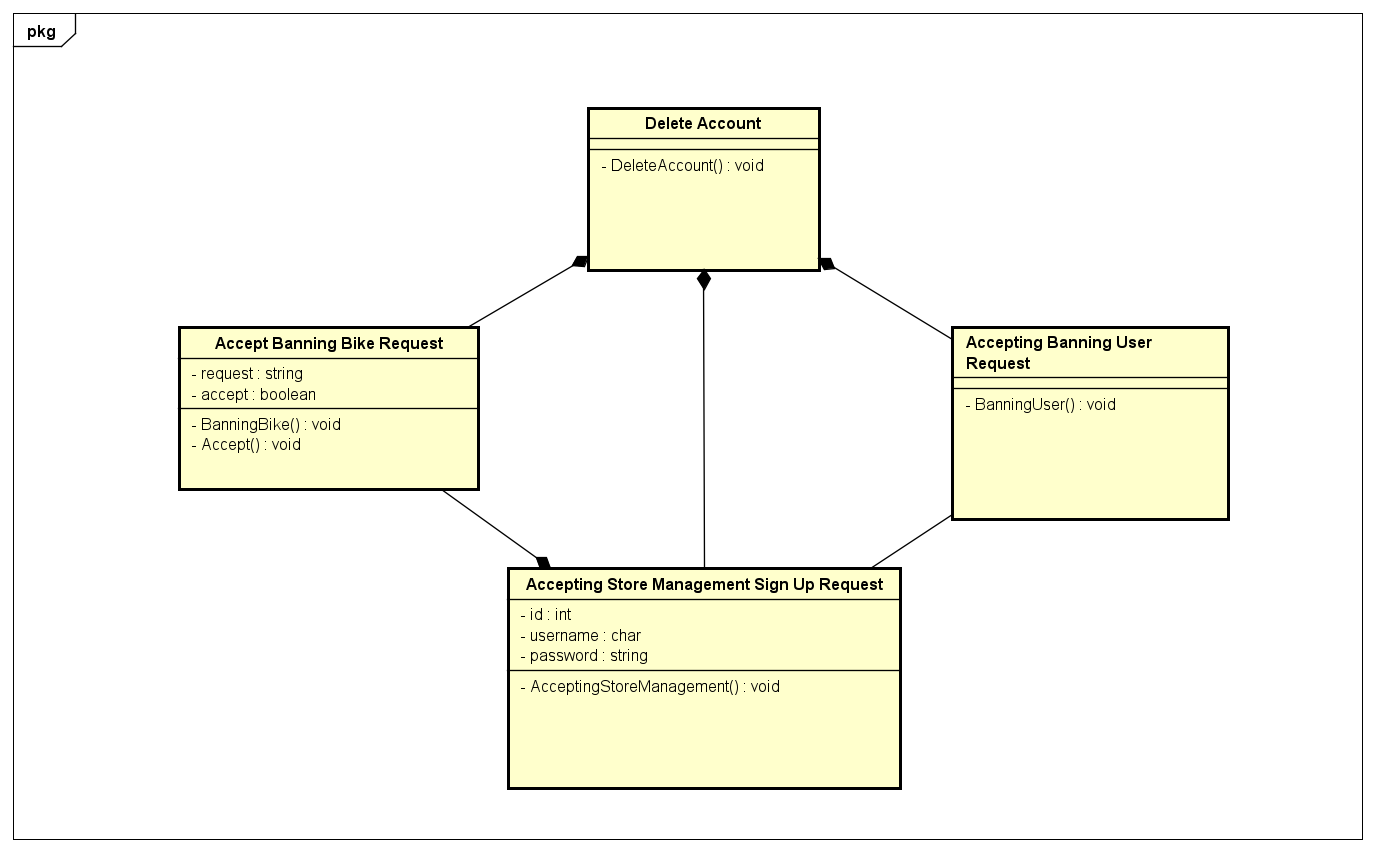 pkg
Delete Account
- DeleteAccount() : void
Accept Banning Bike Request
- request : string
- accept : boolean
- BanningBike() : void
- Accept() : void
Accepting Banning User
Request
- BanningUser() : void
Accepting Store Management Sign Up Request
- id : int
- username : char
- password : string
- AcceptingStoreManagement() : void